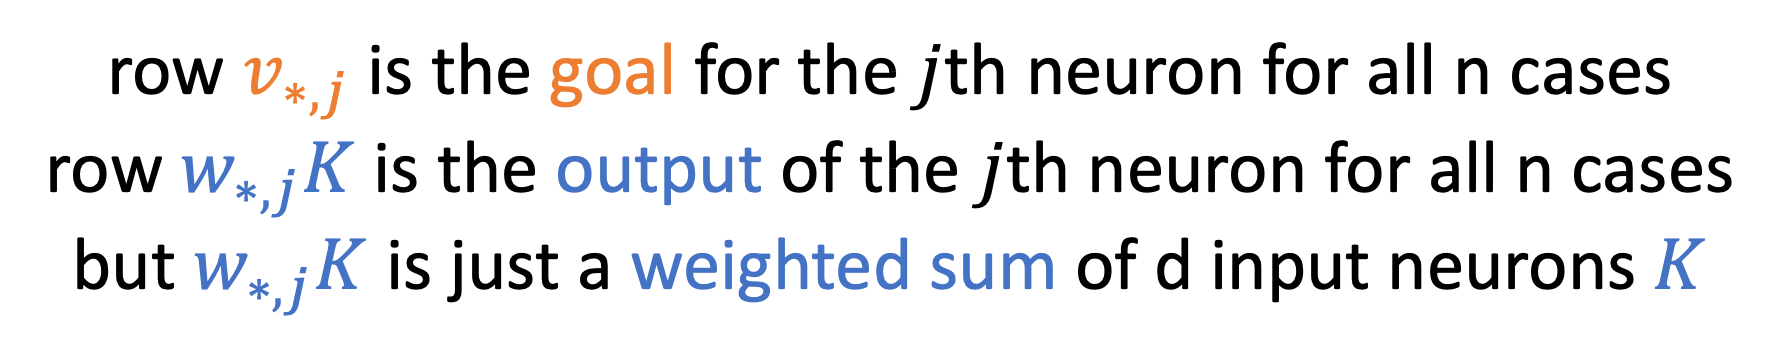 row v*,j is the goal for the jth neuron for all n cases
row w*,jK is the output of the jth neuron for all n cases
but w*,jK is just a weighted sum of d input neurons K